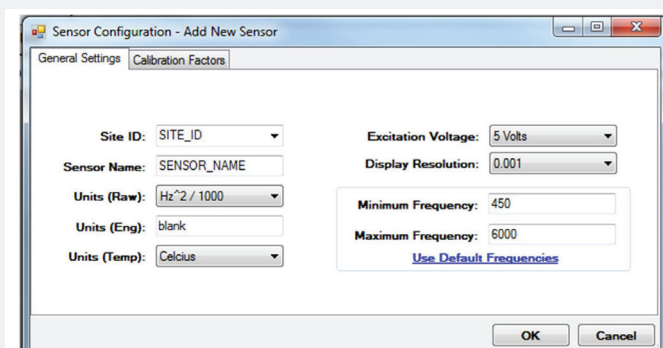 Sensor Configuration - Add New Sensor
General Settings Calibration Factors
Site ID: SITE_ID Excitation Voltage: 5 Volts
Sensor Name: SENSOR_NAME Display Resolution: 0.001
Units (Raw): Hz^2 / 1000 Minimum Frequency: 450
Units (Eng): blank Maximum Frequency: 6000
Units (Temp): Celcius Use Default Frequencies
OK Cancel